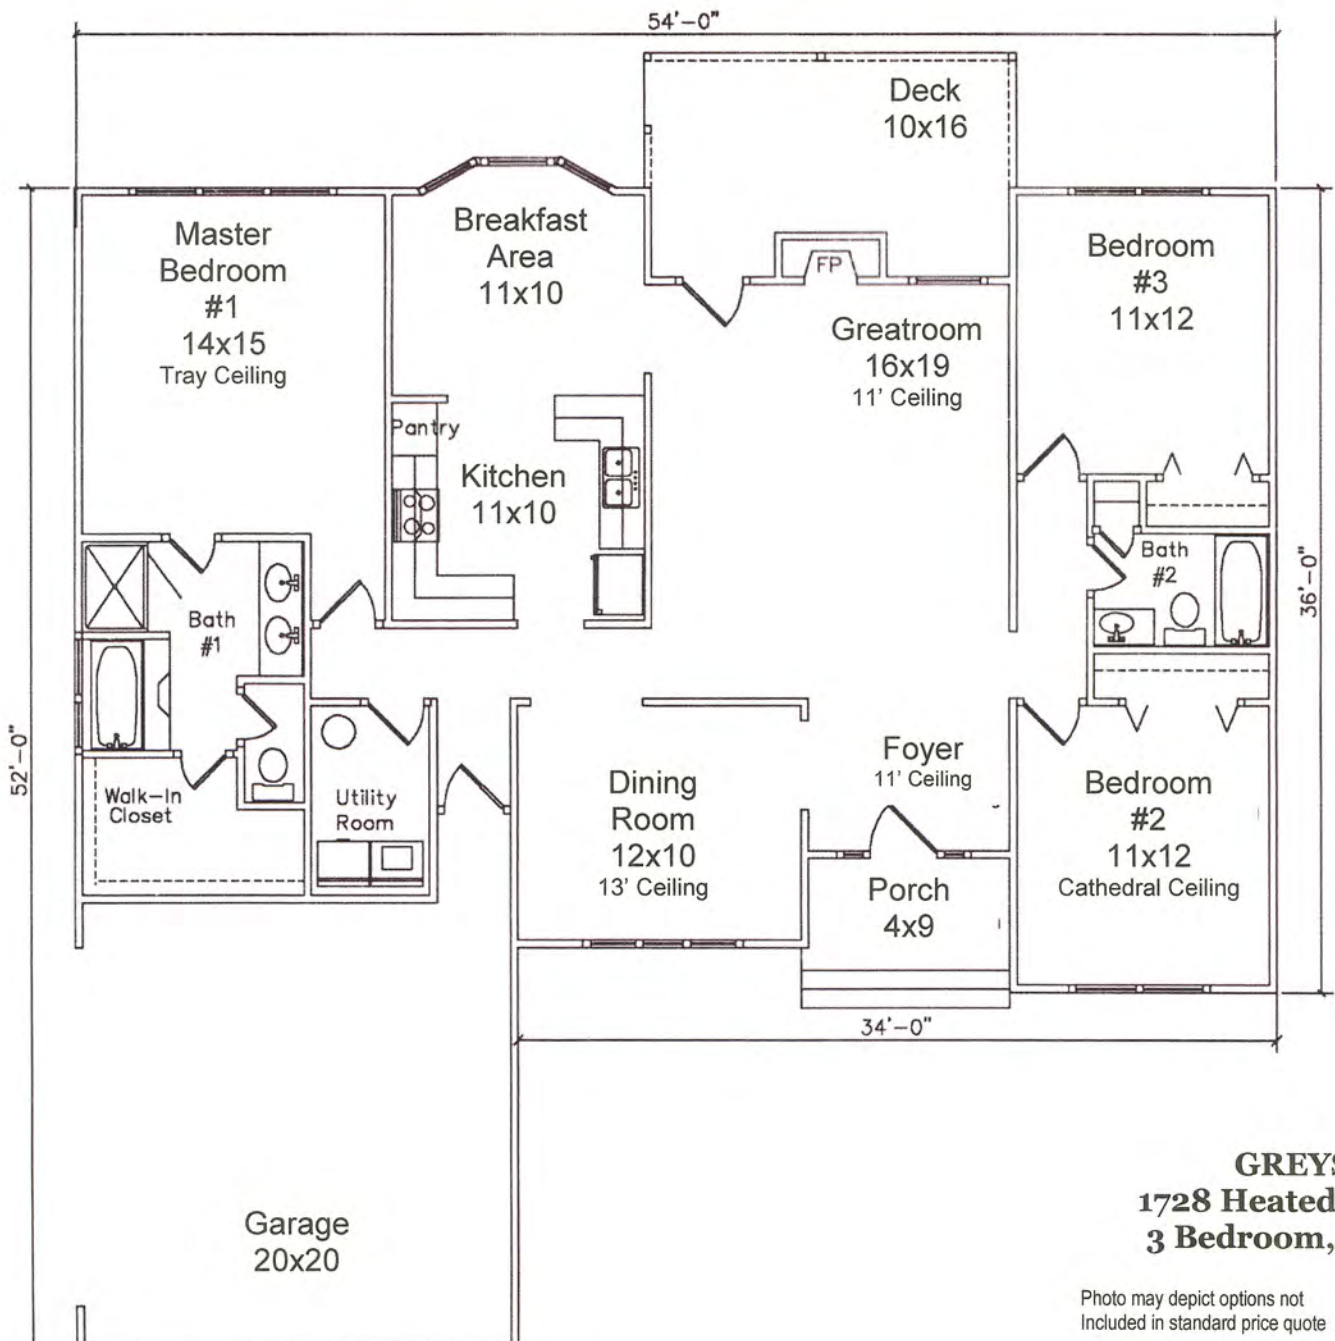 54'-0"
Deck
10x16
Master
Bedroom
#1
14x15
Tray Ceiling
Breakfast
Area
11x10
FP
Greatroom
16x19
11' Ceiling
Bedroom
#3
11x12
Pantry
Kitchen
11x10
Bath
#1
Bath
#2
36'-0"
52'-0"
Walk-In
Closet
Utility
Room
Dining
Room
12x10
13' Ceiling
Foyer
11' Ceiling
Porch
4x9
Bedroom
#2
11x12
Cathedral Ceiling
34'-0"
Garage
20x20
GREYS
1728 Heated
3 Bedroom,
Photo may depict options not
Included in standard price quote